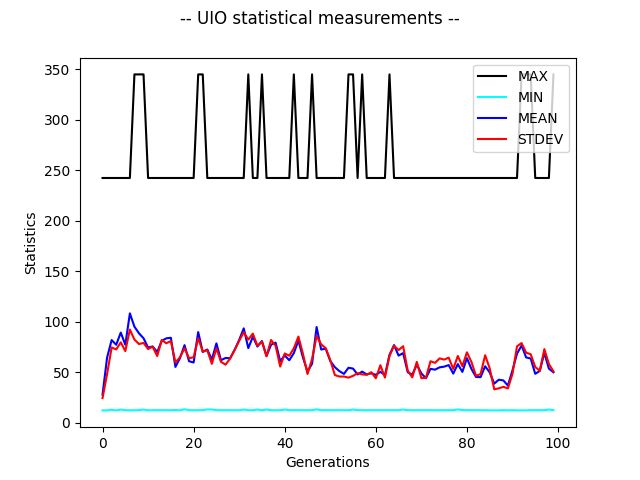 -- UIO statistical measurements --
350
300
250
200
150
100
50
0
Statistics
MAX
MIN
MEAN
STDEV
0 20 40 60 80 100
Generations